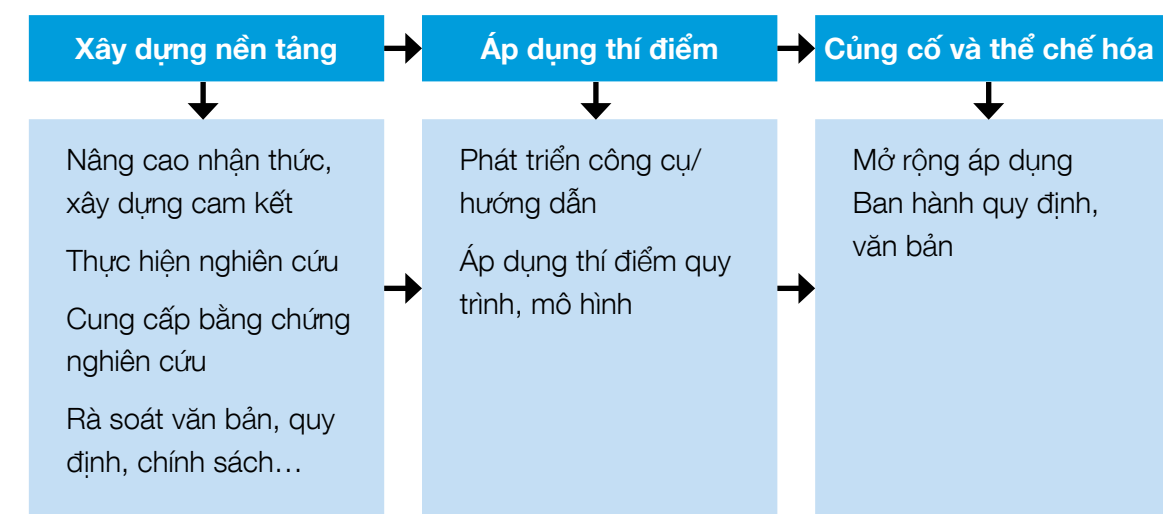 Xây dựng nền tảng
Áp dụng thí điểm
Củng cố và thể chế hóa
Nâng cao nhận thức,
xây dựng cam kết
Thực hiện nghiên cứu
Cung cấp bằng chứng
nghiên cứu
Rà soát văn bản, quy
định, chính sách…
Phát triển công cụ/
hướng dẫn
Áp dụng thí điểm quy
trình, mô hình
Mở rộng áp dụng
Ban hành quy định,
văn bản